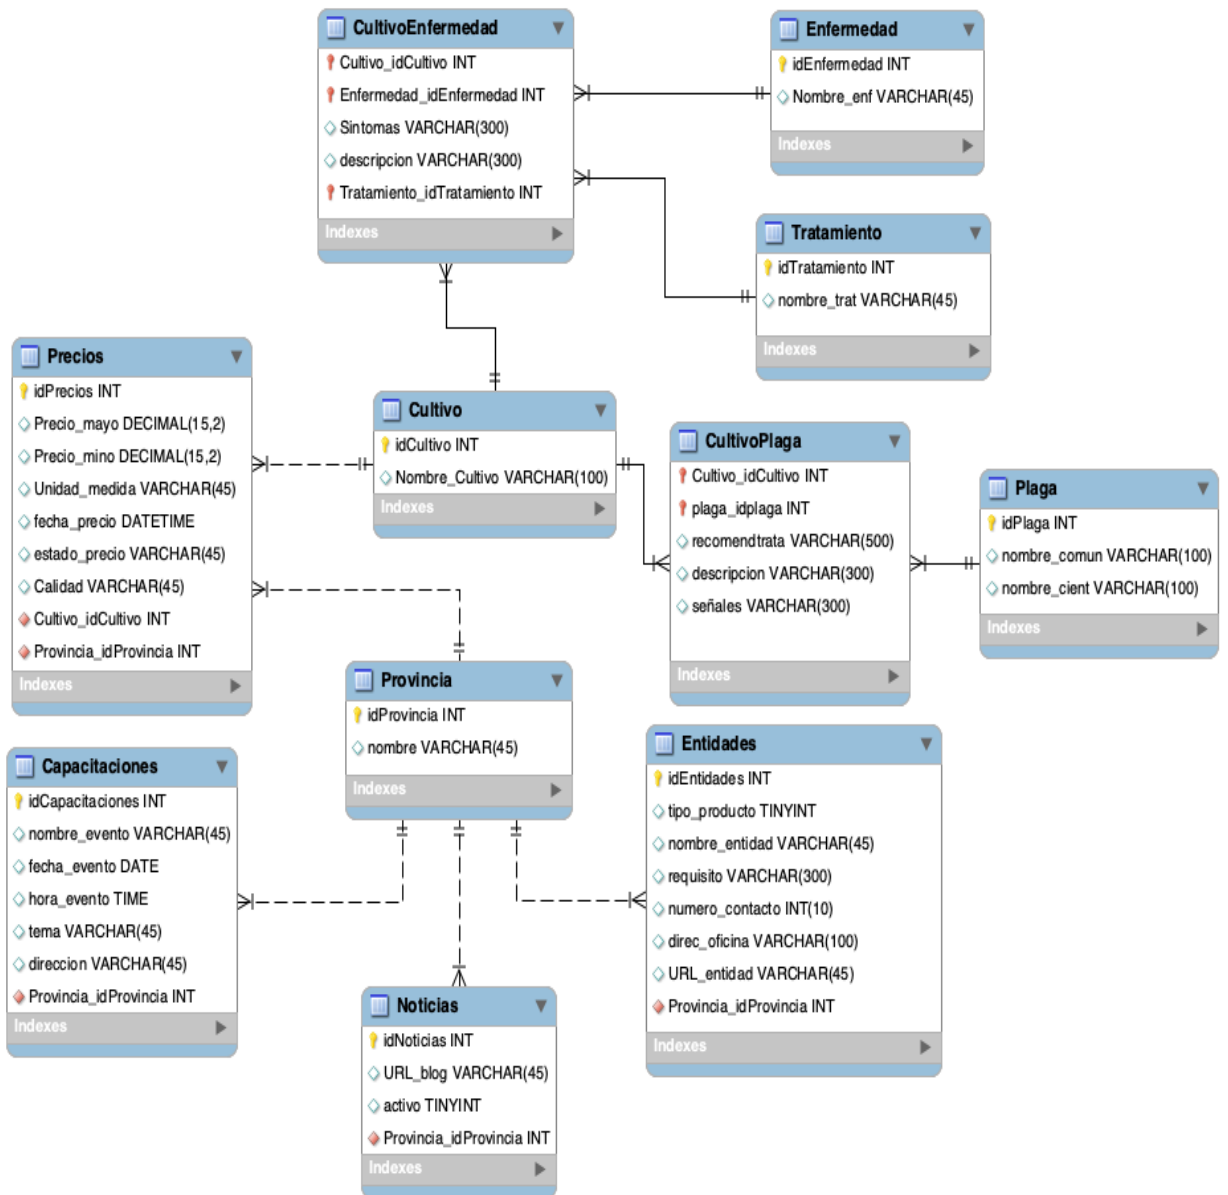 CultivoEnfermedad
Cultivo_idCultivo INT
Enfermedad_idEnfermedad INT
Sintomas VARCHAR(300)
descripcion VARCHAR(300)
Tratamiento_idTratamiento INT
Indexes
Enfermedad
idEnfermedad INT
Nombre_enf VARCHAR(45)
Indexes
Tratamiento
idTratamiento INT
nombre_trat VARCHAR(45)
Indexes
Precios
idPrecios INT
Precio_mayo DECIMAL(15,2)
Precio_mino DECIMAL(15,2)
Unidad_medida VARCHAR(45)
fecha_precio DATETIME
estado_precio VARCHAR(45)
Calidad VARCHAR(45)
Cultivo_idCultivo INT
Provincia_idProvincia INT
Indexes
Cultivo
idCultivo INT
Nombre_Cultivo VARCHAR(100)
Indexes
CultivoPlaga
Cultivo_idCultivo INT
plaga_idplaga INT
recomendtrata VARCHAR(500)
descripcion VARCHAR(300)
señales VARCHAR(300)
Indexes
Plaga
idPlaga INT
nombre_comun VARCHAR(100)
nombre_cient VARCHAR(100)
Indexes
Provincia
idProvincia INT
nombre VARCHAR(45)
Indexes
Capacitaciones
idCapacitaciones INT
nombre_evento VARCHAR(45)
fecha_evento DATE
hora_evento TIME
tema VARCHAR(45)
direccion VARCHAR(45)
Provincia_idProvincia INT
Indexes
Entidades
idEntidades INT
tipo_producto TINYINT
nombre_entidad VARCHAR(45)
requisito VARCHAR(300)
numero_contacto INT(10)
direc_oficina VARCHAR(100)
URL_entidad VARCHAR(45)
Provincia_idProvincia INT
Indexes
Noticias
idNoticias INT
URL_blog VARCHAR(45)
activo TINYINT
Provincia_idProvincia INT
Indexes